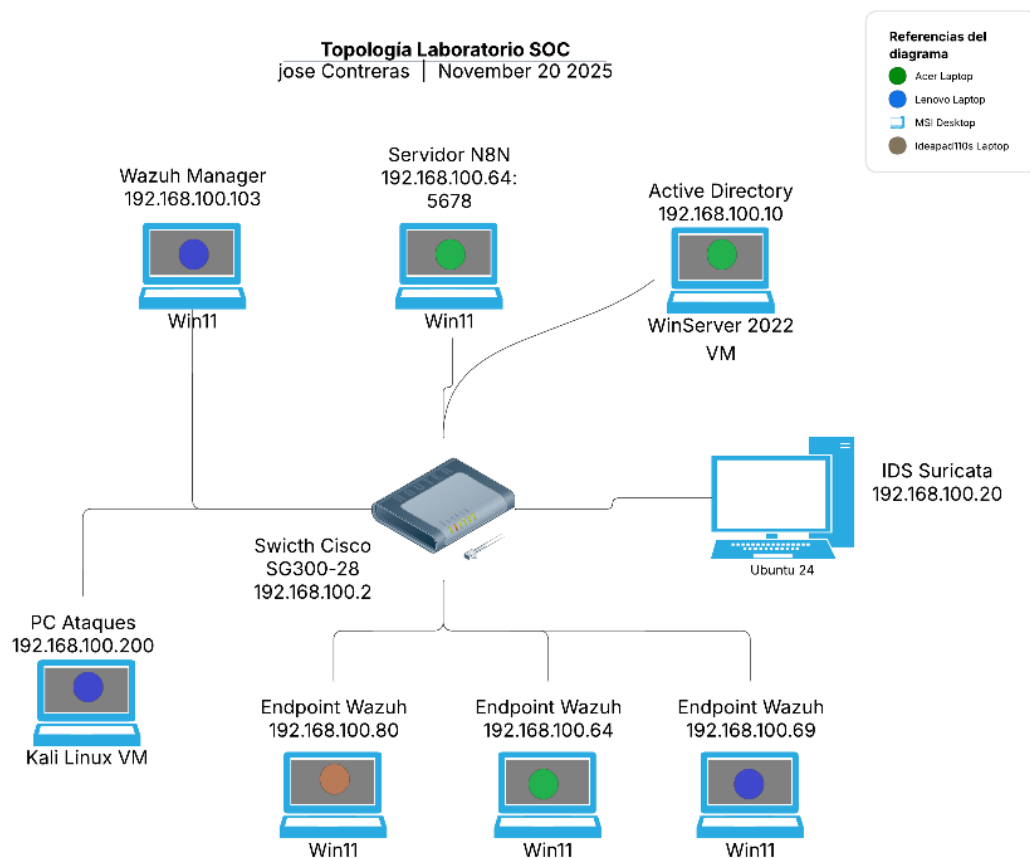 Topología Laboratorio SOC
jose Contreras | November 20 2025
Referencias del
diagrama
Acer Laptop
Lenovo Laptop
MSI Desktop
Ideapad110s Laptop
Wazuh Manager
192.168.100.103
Win11
Servidor N8N
192.168.100.64:
5678
Win11
Active Directory
192.168.100.10
WinServer 2022
VM
IDS Suricata
192.168.100.20
Ubuntu 24
Swicth Cisco
SG300-28
192.168.100.2
PC Ataques
192.168.100.200
Kali Linux VM
Endpoint Wazuh
192.168.100.80
Win11
Endpoint Wazuh
192.168.100.64
Win11
Endpoint Wazuh
192.168.100.69
Win11